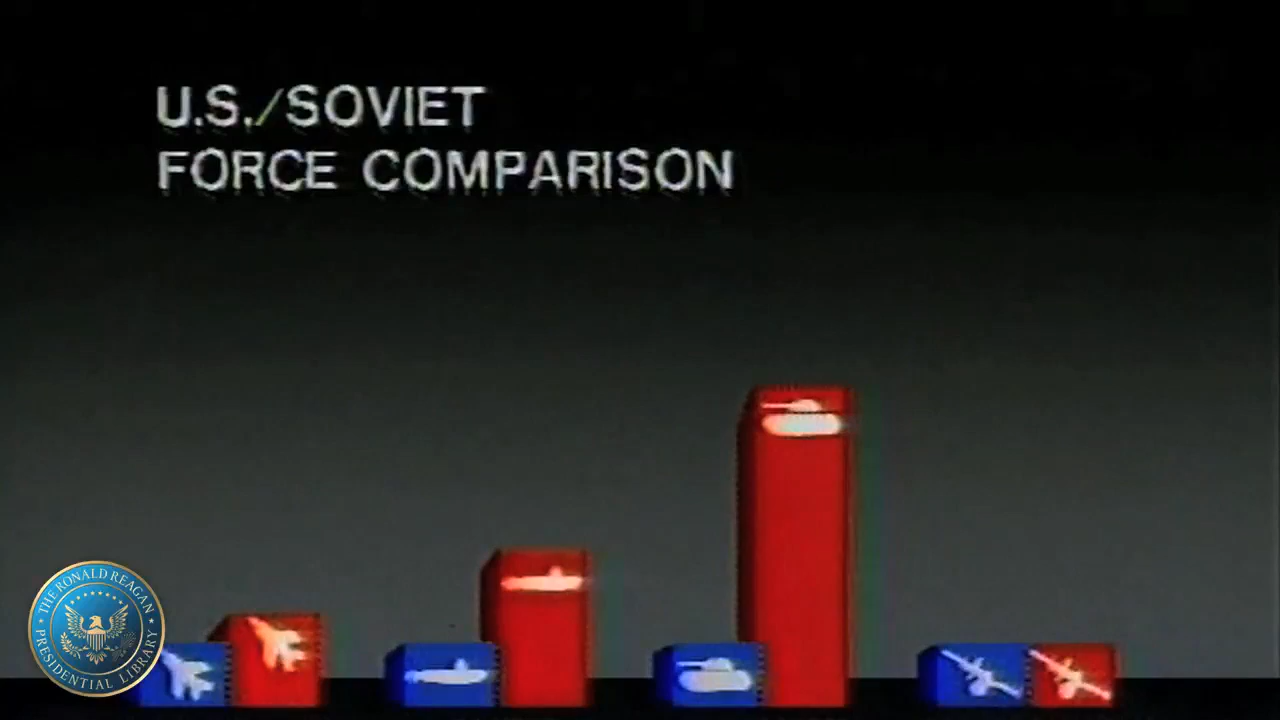 U.S./SOVIET
FORCE COMPARISON
THE RONALD REAGAN
PRESIDENTIAL LIBRARY